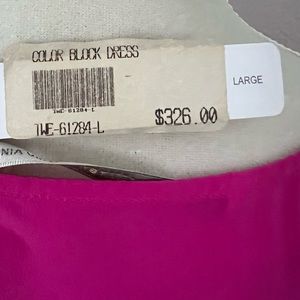 COLOR BLOCK DRESS
LARGE
TWE-61284-L
TWE-61284-L
$326.00